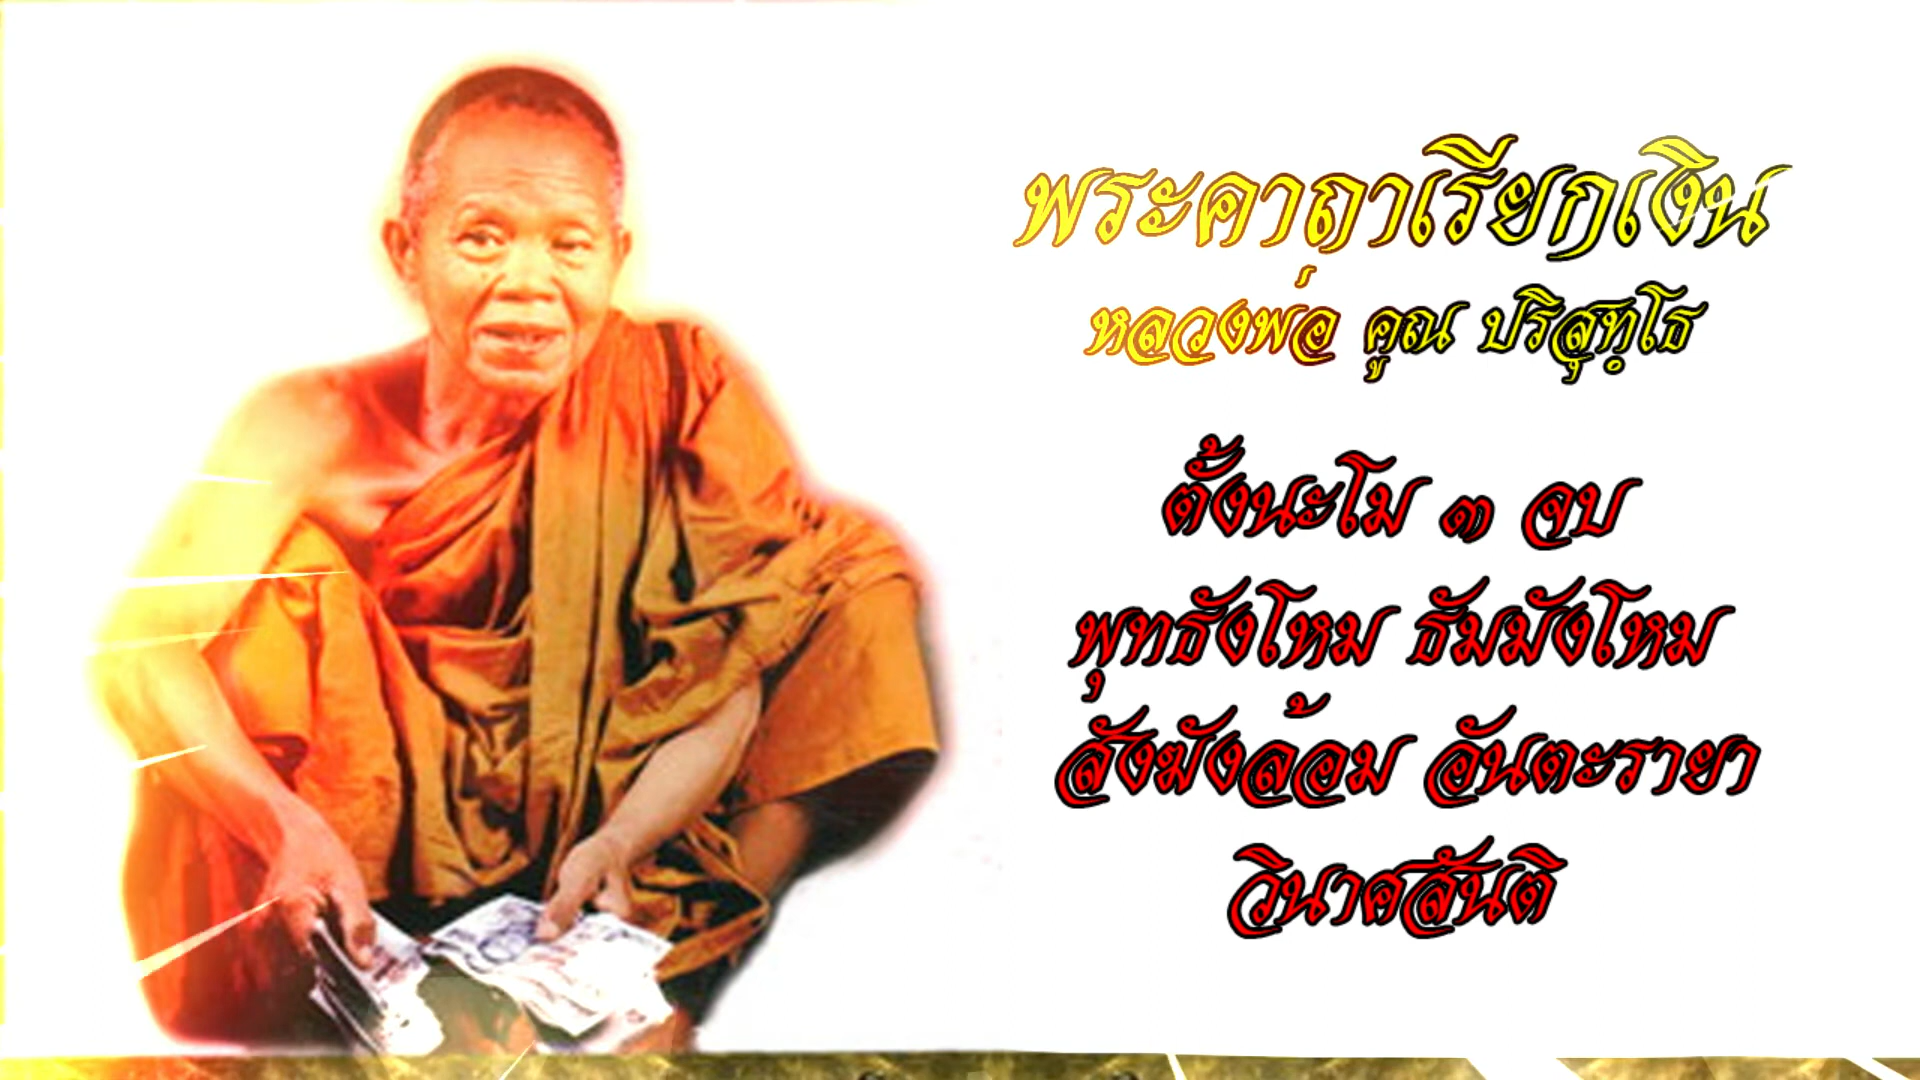 พระคาถาเรียกเงิน
หลวงพ่อ คูณ ปริสุทฺโธ
ตั้งนะโม ๓ จบ
พุทธังโหม ธัมมังโหม
สังฆังล้อม อันตะรายา
วินาศสันติ